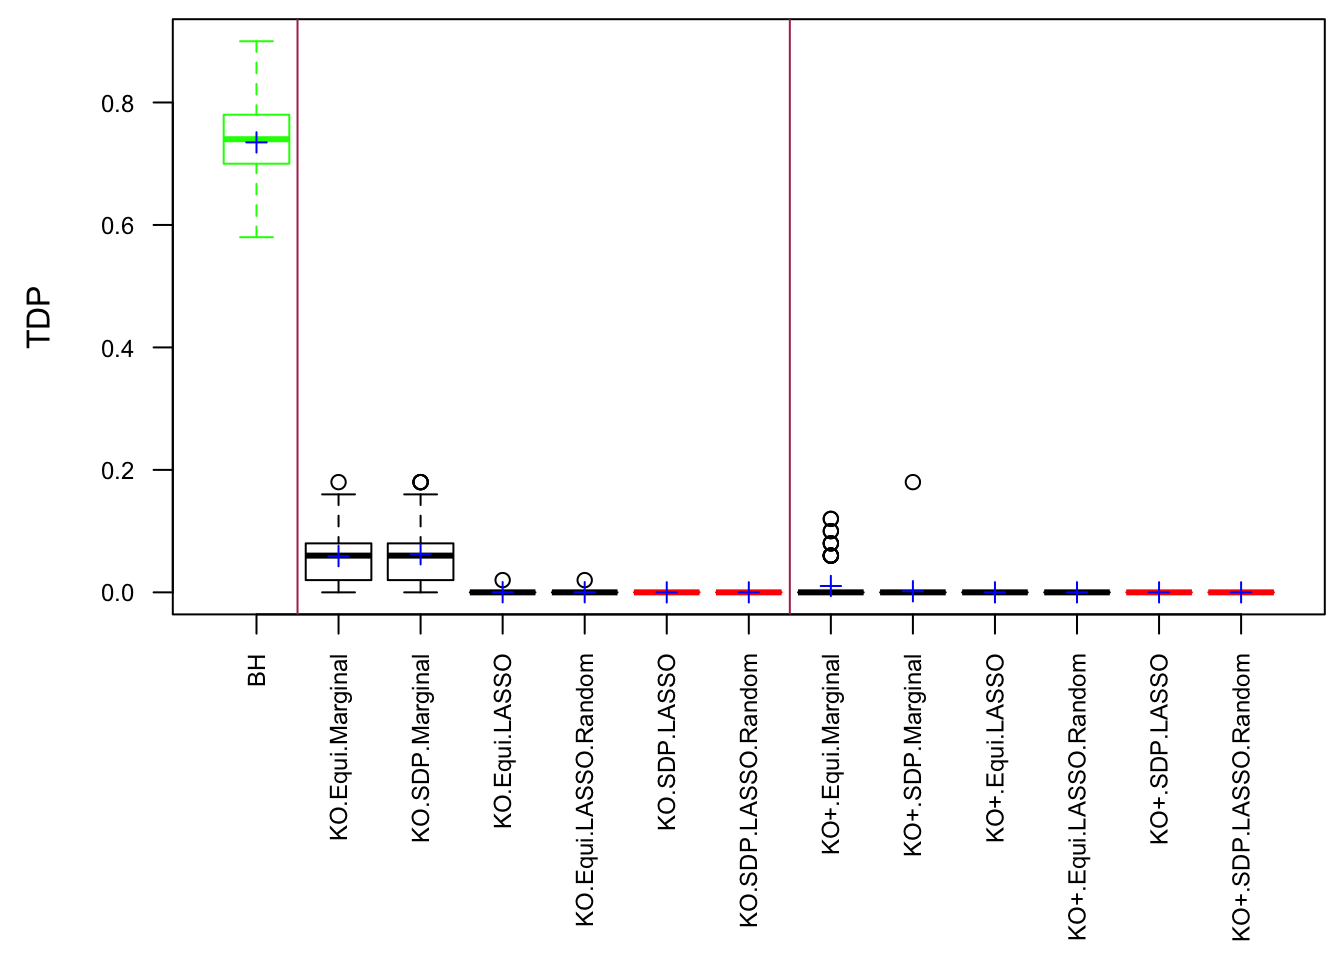 TDP
0.8
0.6
0.4
0.2
0.0
BH
KO.Equi.Marginal
KO.SDP.Marginal
KO.Equi.LASSO
KO.Equi.LASSO.Random
KO.SDP.LASSO
KO.SDP.LASSO.Random
KO+.Equi.Marginal
KO+.SDP.Marginal
KO+.Equi.LASSO
KO+.Equi.LASSO.Random
KO+.SDP.LASSO
KO+.SDP.LASSO.Random